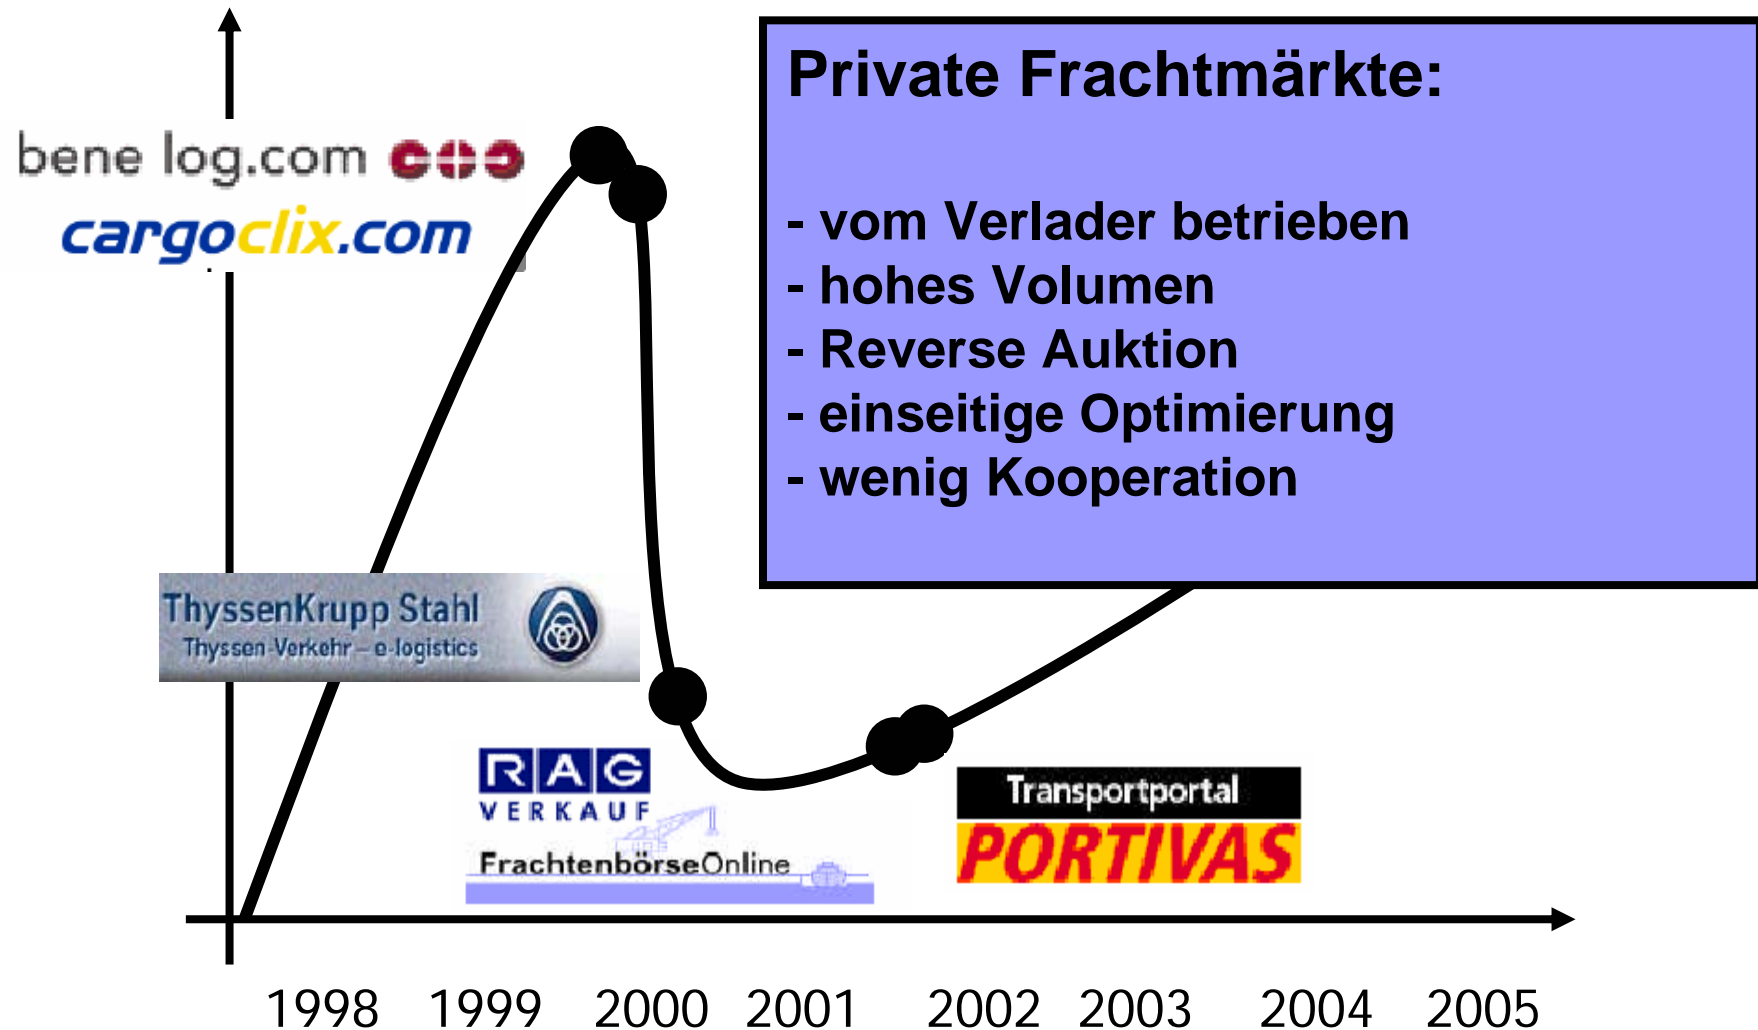 Private Frachtmärkte:
- vom Verlader betrieben
- hohes Volumen
- Reverse Auktion
- einseitige Optimierung
- wenig Kooperation
bene log.com
cargoclix.com
ThyssenKrupp Stahl
Thyssen-Verkehr – e-logistics
RAG
VERKAUF
FrachtenbörseOnline
Transportportal
PORTIVAS
1998 1999 2000 2001 2002 2003 2004 2005